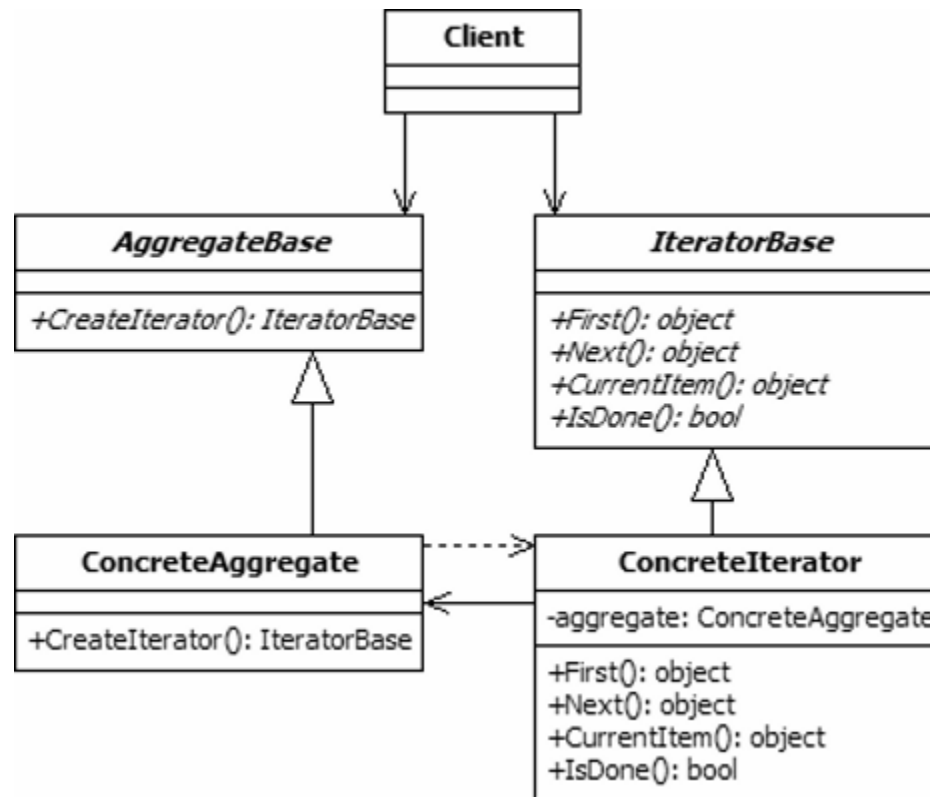 Client
AggregateBase
+CreateIterator(): IteratorBase
IteratorBase
+First(): object
+Next(): object
+CurrentItem(): object
+IsDone(): bool
ConcreteAggregate
+CreateIterator(): IteratorBase
ConcreteIterator
-aggregate: ConcreteAggregate
+First(): object
+Next(): object
+CurrentItem(): object
+IsDone(): bool